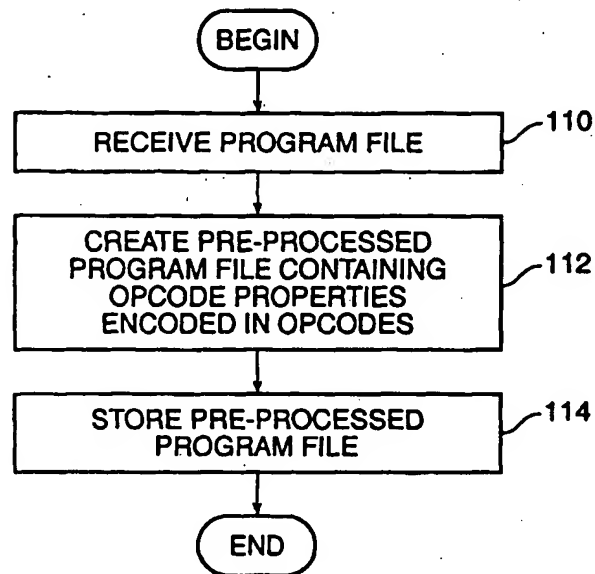 BEGIN
RECEIVE PROGRAM FILE
110
CREATE PRE-PROCESSED
PROGRAM FILE CONTAINING
OPCODE PROPERTIES
ENCODED IN OPCODES
112
STORE PRE-PROCESSED
PROGRAM FILE
114
END